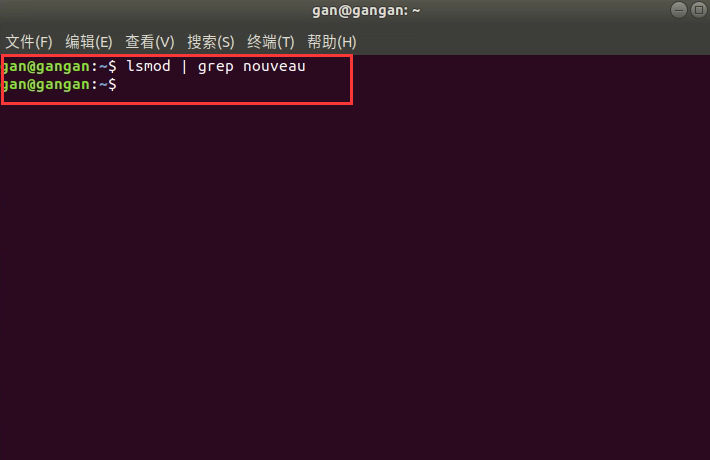 gan@gangan: ~
文件(F) 编辑(E) 查看(V) 搜索(S) 终端(T) 帮助(H)
gan@gangan:~$ lsmod | grep nouveau
gan@gangan:~$